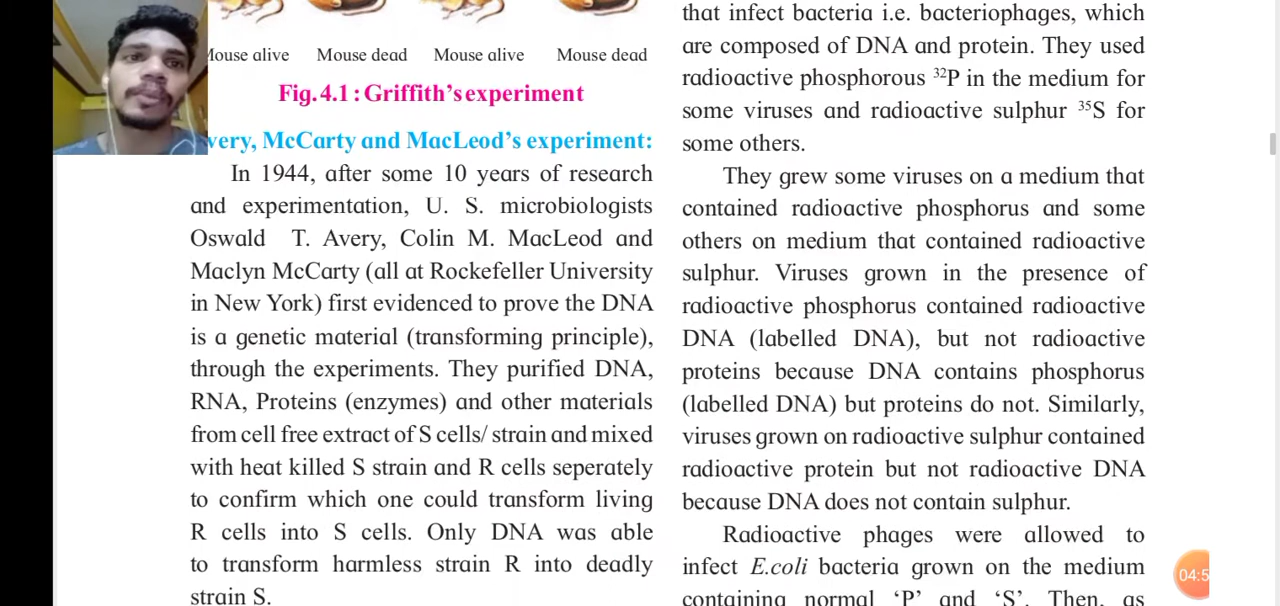 Mouse alive Mouse dead Mouse alive Mouse dead
Fig. 4.1 : Griffith's experiment
very, McCarty and MacLeod's experiment:
In 1944, after some 10 years of research
and experimentation, U. S. microbiologists
Oswald T. Avery, Colin M. MacLeod and
Maclyn McCarty (all at Rockefeller University
in New York) first evidenced to prove the DNA
is a genetic material (transforming principle),
through the experiments. They purified DNA,
RNA, Proteins (enzymes) and other materials
from cell free extract of S cells/ strain and mixed
with heat killed S strain and R cells seperately
to confirm which one could transform living
R cells into S cells. Only DNA was able
to transform harmless strain R into deadly
strain S.
that infect bacteria i.e. bacteriophages, which
are composed of DNA and protein. They used
radioactive phosphorous ³²P in the medium for
some viruses and radioactive sulphur ³⁵S for
some others.
They grew some viruses on a medium that
contained radioactive phosphorus and some
others on medium that contained radioactive
sulphur. Viruses grown in the presence of
radioactive phosphorus contained radioactive
DNA (labelled DNA), but not radioactive
proteins because DNA contains phosphorus
(labelled DNA) but proteins do not. Similarly,
viruses grown on radioactive sulphur contained
radioactive protein but not radioactive DNA
because DNA does not contain sulphur.
Radioactive phages were allowed to
infect E.coli bacteria grown on the medium
containing normal 'P' and 'S'. Then, as
04:5